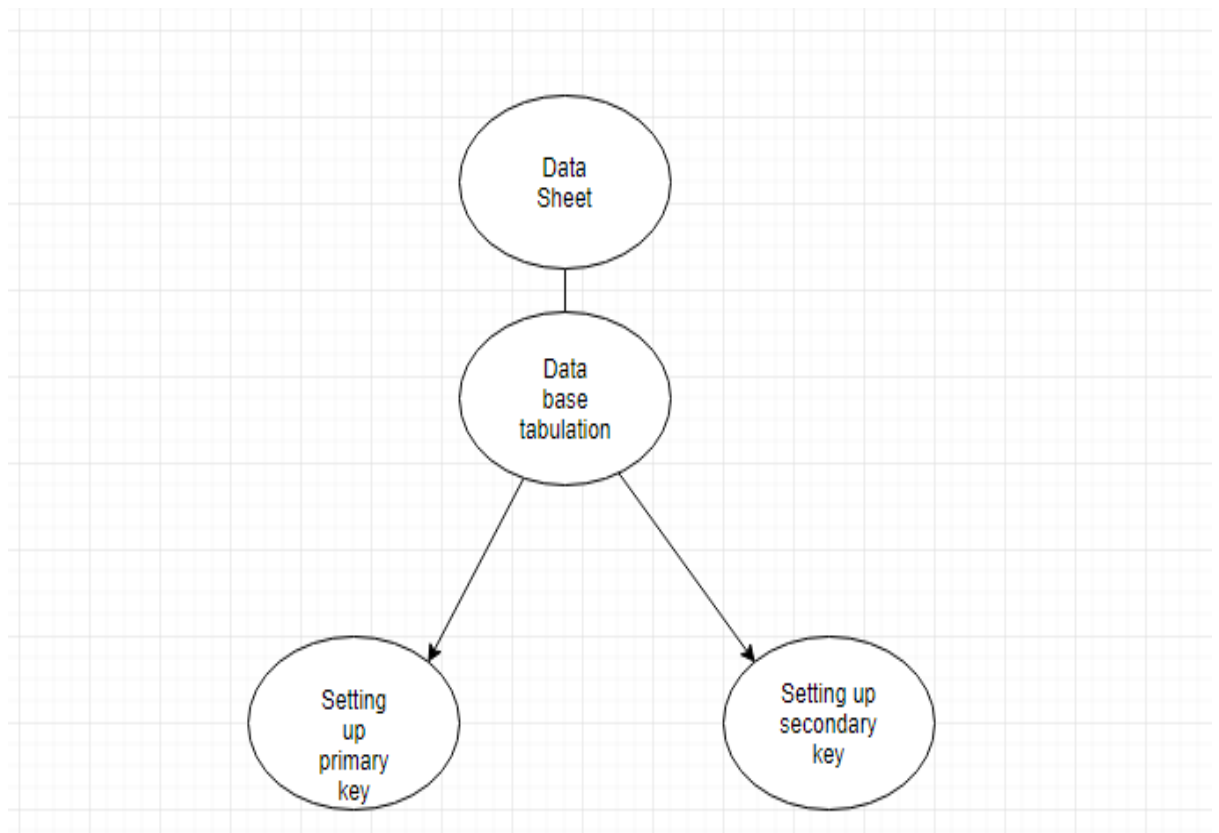 Data
Sheet
Data
base
tabulation
Setting
up
primary
key
Setting up
secondary
key